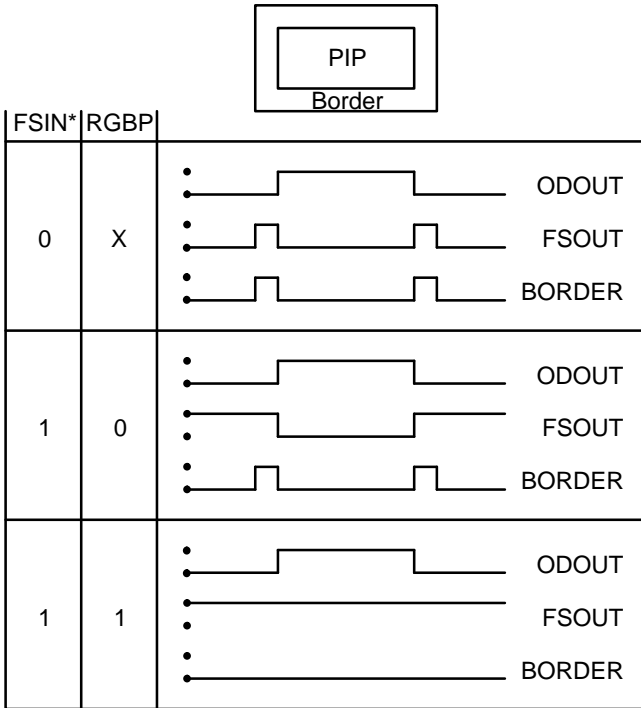 PIP
Border
FSIN* RGBP
ODOUT
0 X FSOUT
BORDER
ODOUT
1 0 FSOUT
BORDER
ODOUT
1 1 FSOUT
BORDER